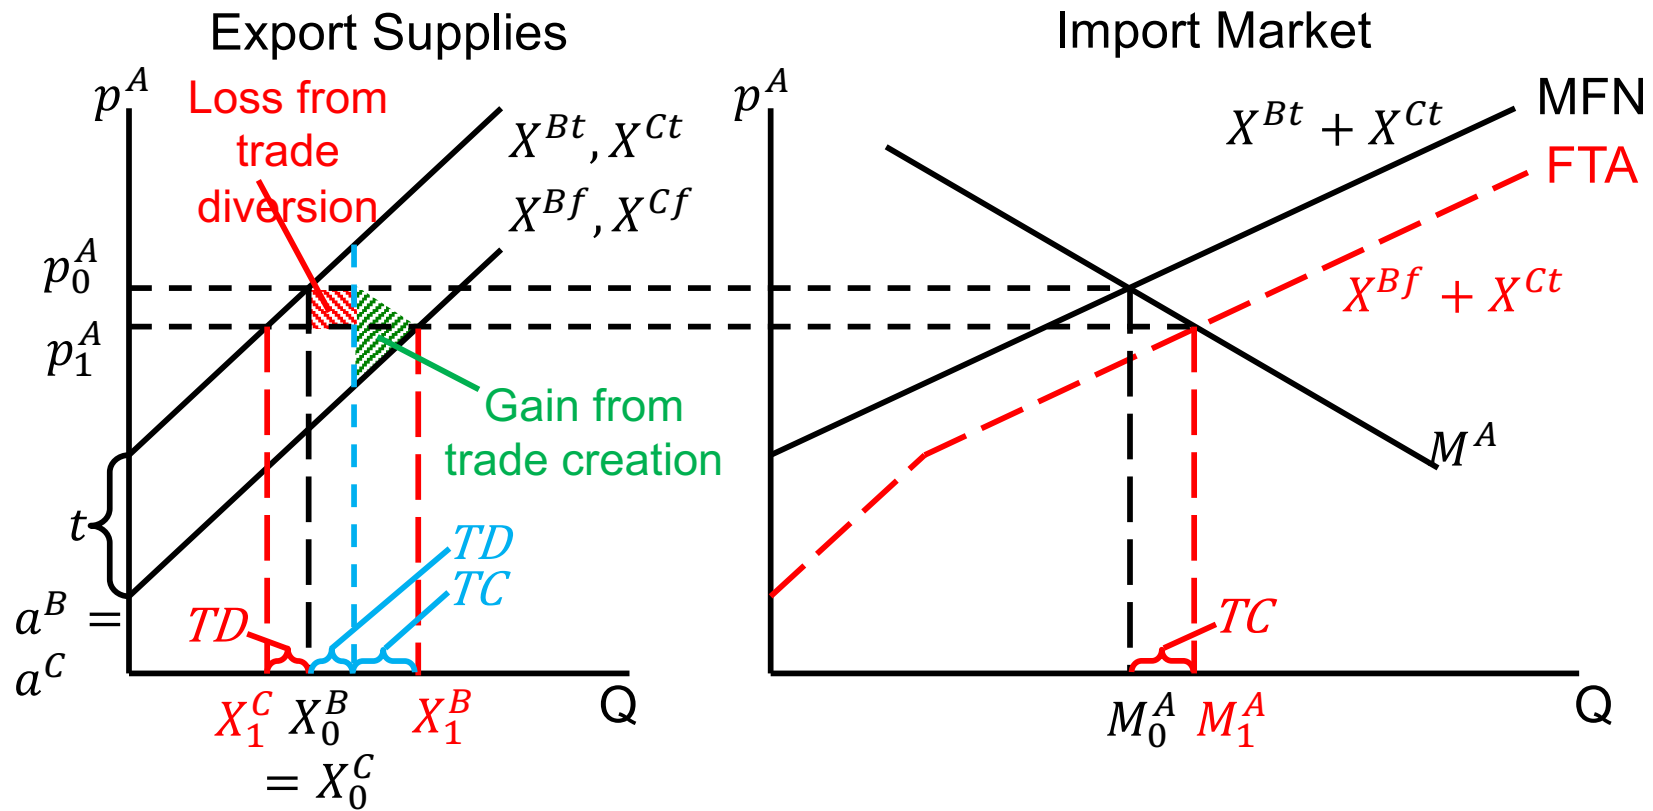 Export Supplies
Import Market
p^A
Loss from
trade
diversion
X^{Bt}, X^{Ct}
X^{Bf}, X^{Cf}
p_0^A
p_1^A
Gain from
trade creation
t
TD
TC
a^B =
a^C
TD
X_1^C
X_0^B
= X_0^C
X_1^B
Q
p^A
X^{Bt} + X^{Ct}
MFN
FTA
X^{Bf} + X^{Ct}
M^A
TC
M_0^A
M_1^A
Q